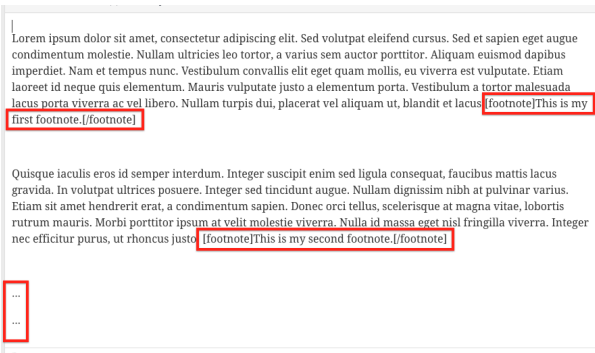 Lorem ipsum dolor sit amet, consectetur adipiscing elit. Sed volutpat eleifend cursus. Sed et sapien eget augue
condimentum molestie. Nullam ultricies leo tortor, a varius sem auctor porttitor. Aliquam euismod dapibus
imperdiet. Nam et tempus nunc. Vestibulum convallis elit eget quam mollis, eu viverra est vulputate. Etiam
laoreet id neque quis elementum. Mauris vulputate justo a elementum porta. Vestibulum a tortor malesuada
lacus porta viverra ac vel libero. Nullam turpis dui, placerat vel aliquam ut, blandit et lacus.[footnote]This is my
first footnote.[/footnote]
Quisque iaculis eros id semper interdum. Integer suscipit enim sed ligula consequat, faucibus mattis lacus
gravida. In volutpat ultrices posuere. Integer sed tincidunt augue. Nullam dignissim nibh at pulvinar varius.
Etiam sit amet hendrerit erat, a condimentum sapien. Donec orci tellus, scelerisque at magna vitae, lobortis
rutrum mauris. Morbi porttitor ipsum at velit molestie viverra. Nulla id massa eget nisl fringilla viverra. Integer
nec efficitur purus, ut rhoncus justo. [footnote]This is my second footnote.[/footnote]
...
...